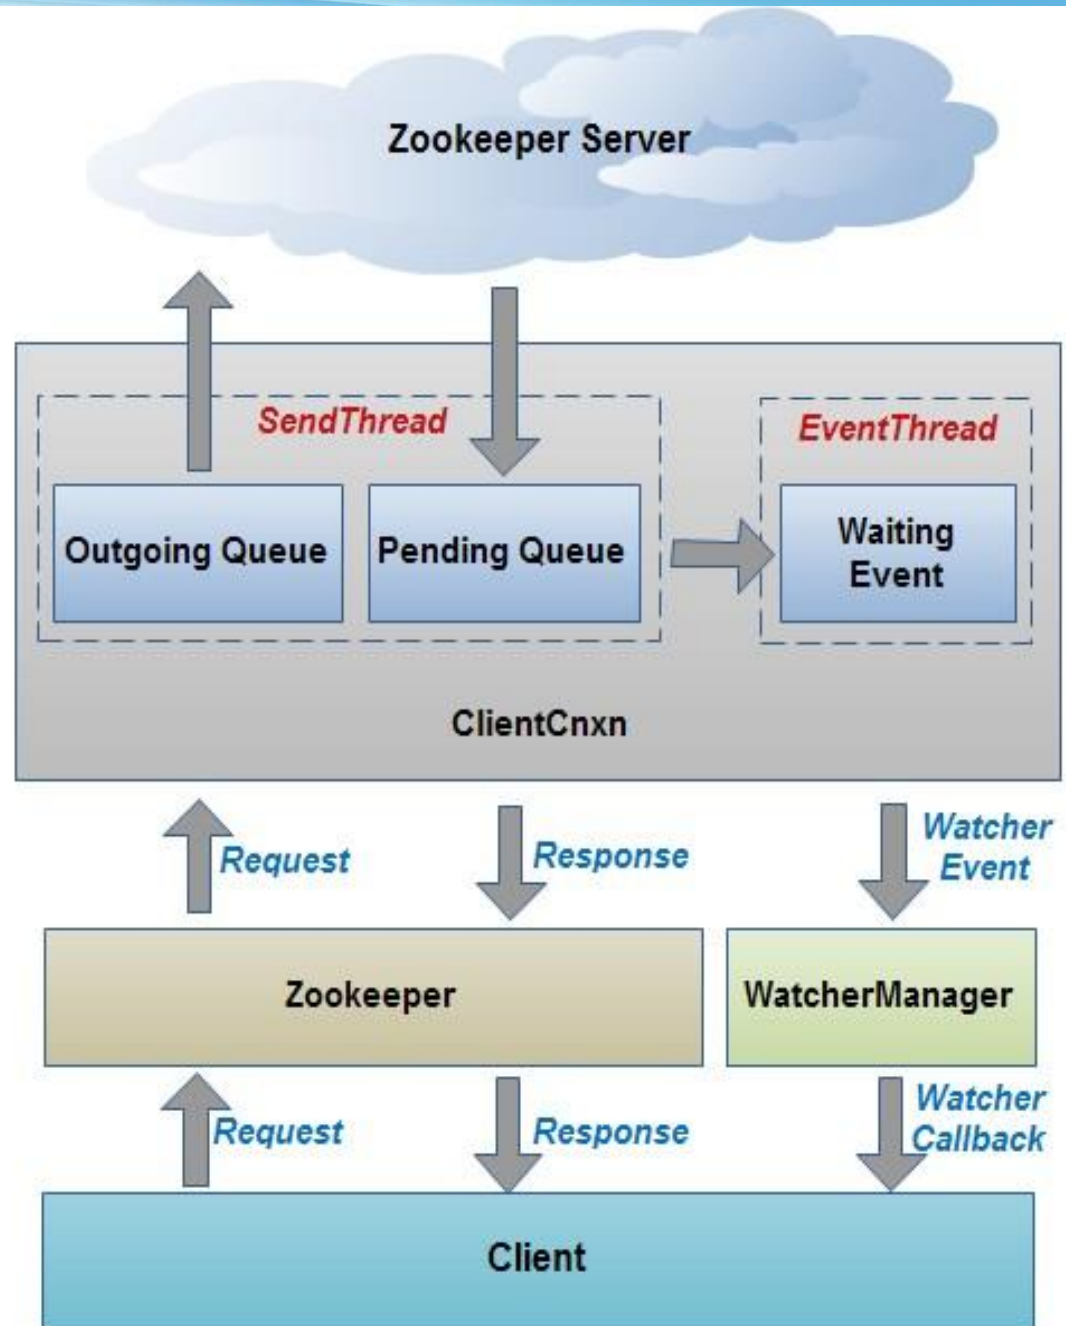 Zookeeper Server
SendThread
EventThread
Outgoing Queue
Pending Queue
Waiting
Event
ClientCnxn
Request
Response
Watcher
Event
Zookeeper
WatcherManager
Request
Response
Watcher
Callback
Client